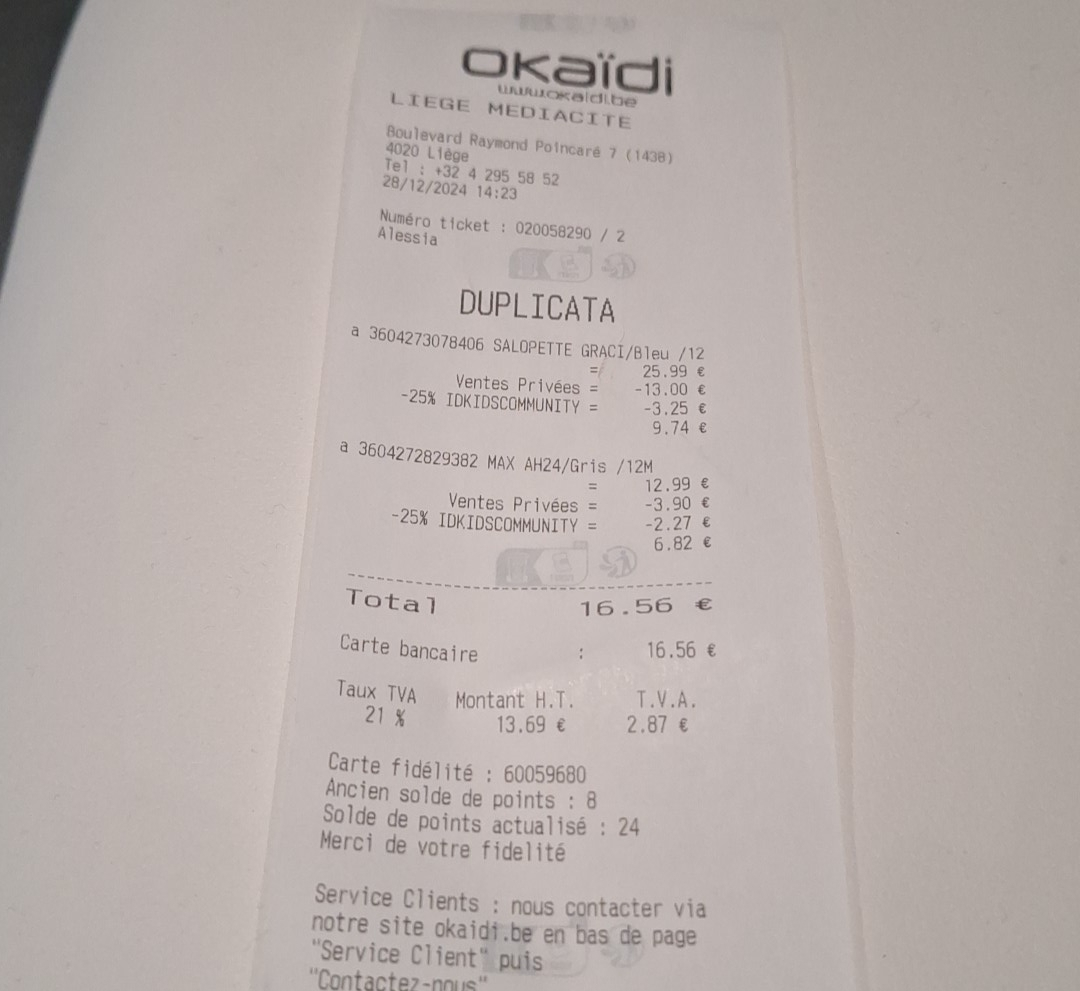 Okaïdi
www.okaidi.be
LIEGE MEDIACITE
Boulevard Raymond Poincaré 7 (1438)
4020 Liège
Tel : +32 4 295 58 52
28/12/2024 14:23
Numéro ticket : 020058290 / 2
Alessia
DUPLICATA
a 3604273078406 SALOPETTE GRACI/Bleu /12
= 25.99 €
Ventes Privées = -13.00 €
-25% IDKIDSCOMMUNITY = -3.25 €
9.74 €
a 3604272829382 MAX AH24/Gris /12M
= 12.99 €
Ventes Privées = -3.90 €
-25% IDKIDSCOMMUNITY = -2.27 €
6.82 €
Total 16.56 €
Carte bancaire : 16.56 €
Taux TVA Montant H.T. T.V.A.
21 % 13.69 € 2.87 €
Carte fidélité : 60059680
Ancien solde de points : 8
Solde de points actualisé : 24
Merci de votre fidelité
Service Clients : nous contacter via
notre site okaidi.be en bas de page
"Service Client" puis
"Contactez-nous"